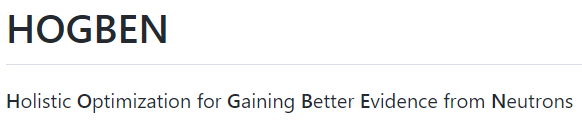 HOGBEN
Holistic Optimization for Gaining Better Evidence from Neutrons